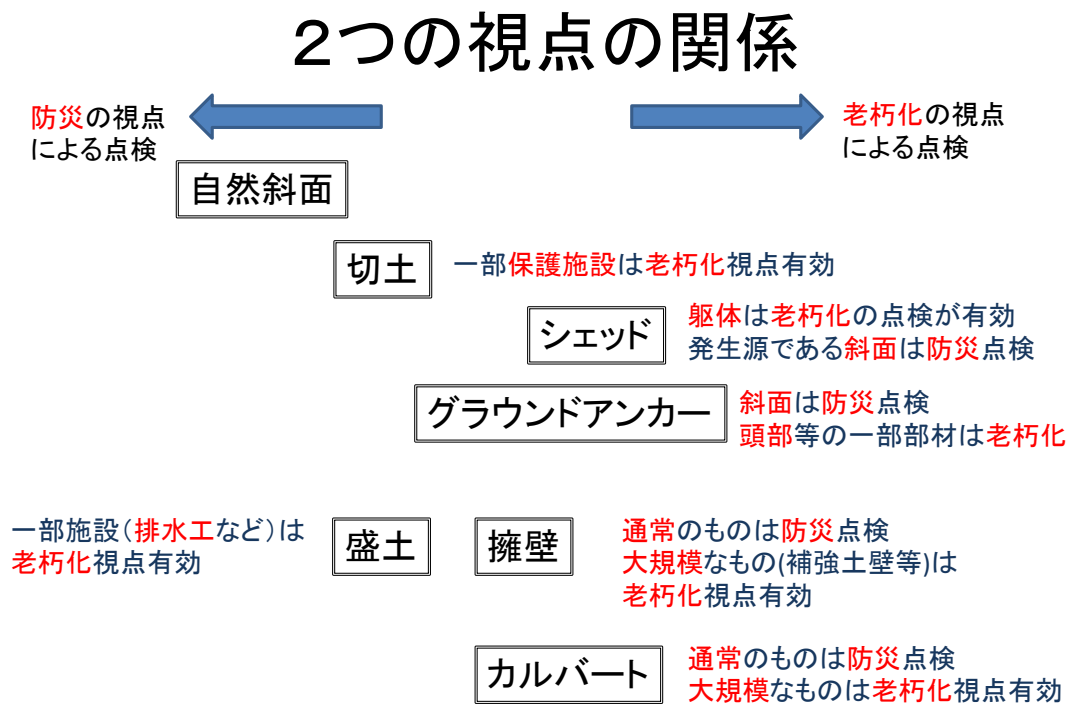 ２つの視点の関係
防災の視点
による点検
老朽化の視点
による点検
自然斜面
切土
一部保護施設は老朽化視点有効
シェッド
躯体は老朽化の点検が有効
発生源である斜面は防災点検
グラウンドアンカー
斜面は防災点検
頭部等の一部部材は老朽化
一部施設（排水工など）は
老朽化視点有効
盛土
擁壁
通常のものは防災点検
大規模なもの(補強土壁等)は
老朽化視点有効
カルバート
通常のものは防災点検
大規模なものは老朽化視点有効